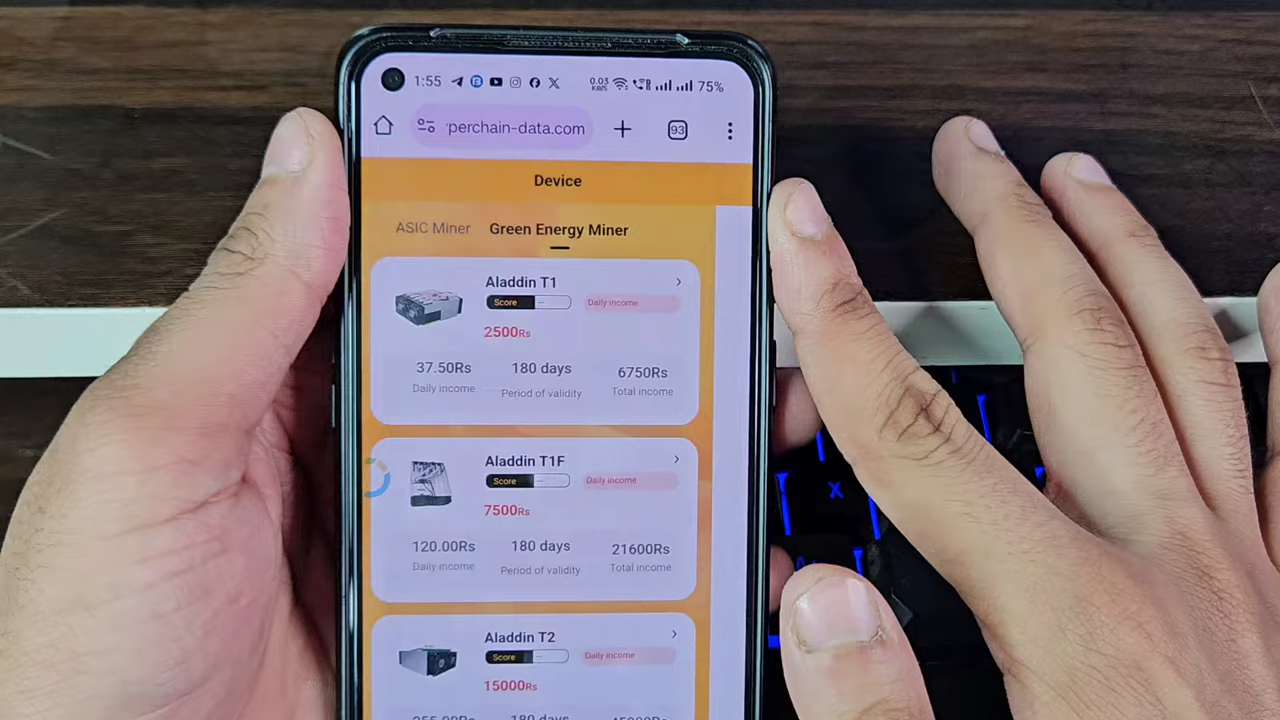 1:55 0.03 KB/S 75%
perchain-data.com + 93
Device
ASIC Miner Green Energy Miner
Aladdin T1
Score Daily income
2500Rs
37.50Rs 180 days 6750Rs
Daily income Period of validity Total income
Aladdin T1F
Score Daily income
7500Rs
120.00Rs 180 days 21600Rs
Daily income Period of validity Total income
Aladdin T2
Score Daily income
15000Rs
180 days
X